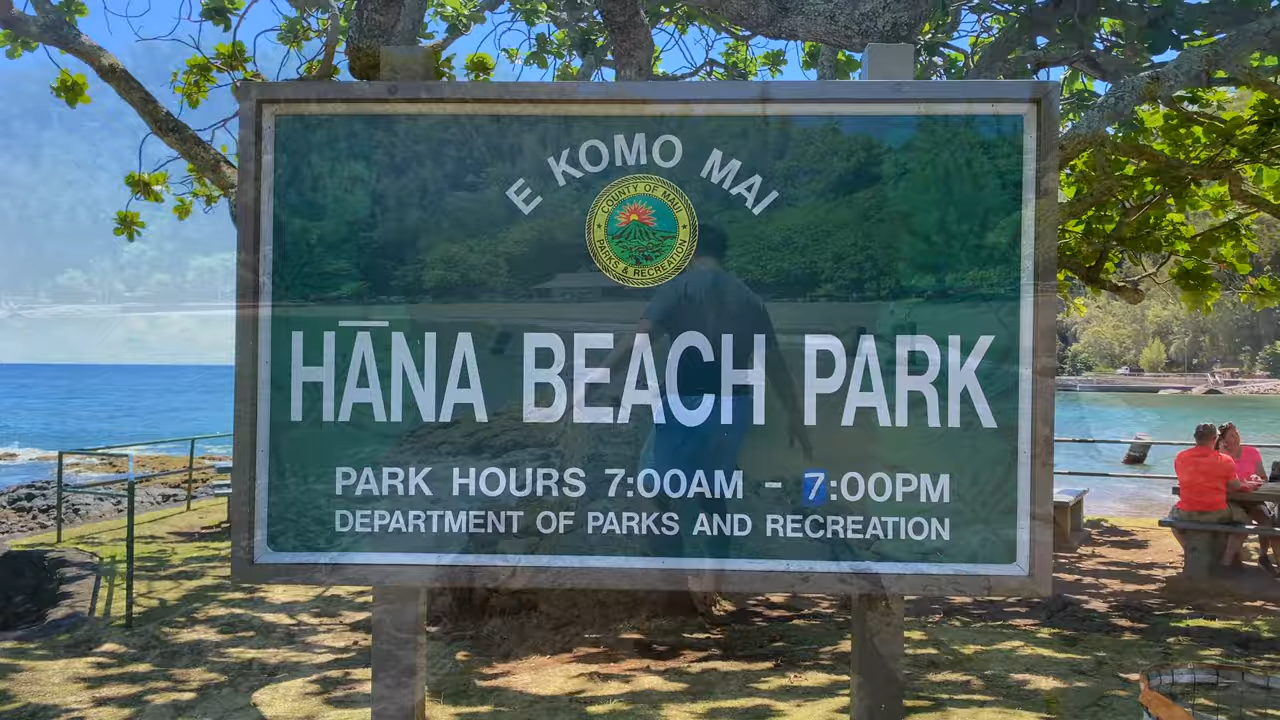 E KOMO MAI
COUNTY OF MAUI
PARKS & RECREATION
HĀNA BEACH PARK
PARK HOURS 7:00AM - 7:00PM
DEPARTMENT OF PARKS AND RECREATION